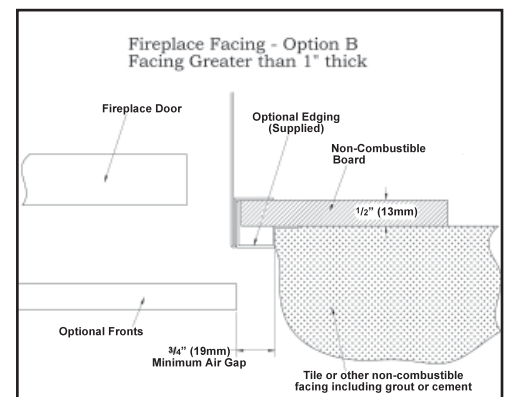 Fireplace Facing - Option B
Facing Greater than 1" thick
Fireplace Door
Optional Edging
(Supplied)
Non-Combustible
Board
1/2" (13mm)
Optional Fronts
3/4" (19mm)
Minimum Air Gap
Tile or other non-combustible
facing including grout or cement